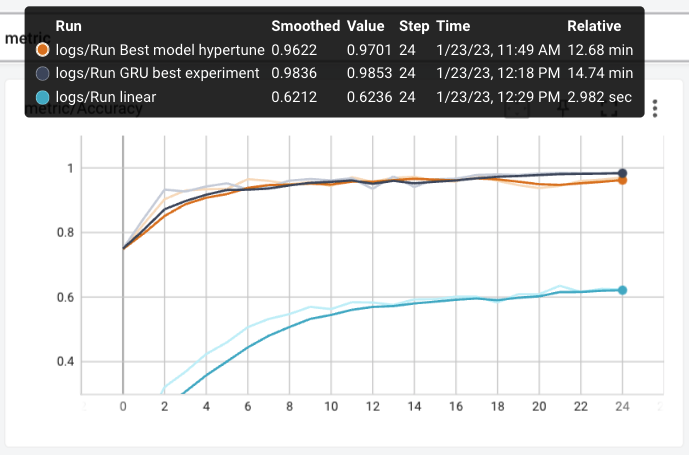 Run Smoothed Value Step Time Relative
metric
logs/Run Best model hypertune 0.9622 0.9701 24 1/23/23, 11:49 AM 12.68 min
logs/Run GRU best experiment 0.9836 0.9853 24 1/23/23, 12:18 PM 14.74 min
logs/Run linear 0.6212 0.6236 24 1/23/23, 12:29 PM 2.982 sec
metric/Accuracy
1
0.8
0.6
0.4
0 2 4 6 8 10 12 14 16 18 20 22 24